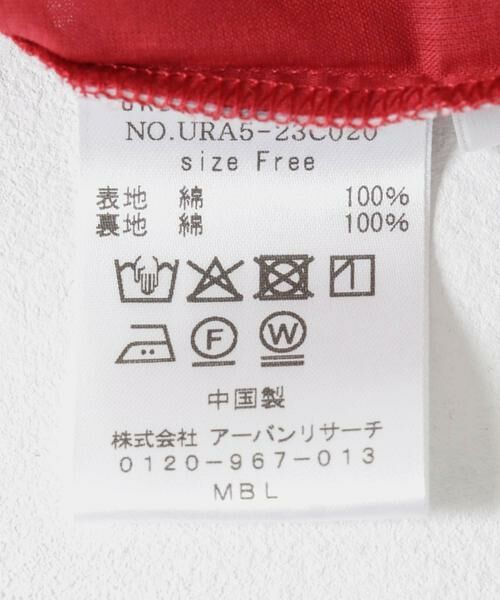 NO.URA5-23C020
size Free
表地 綿 100%
裏地 綿 100%
F W
中国製
株式会社 アーバンリサーチ
0120-967-013
MBL